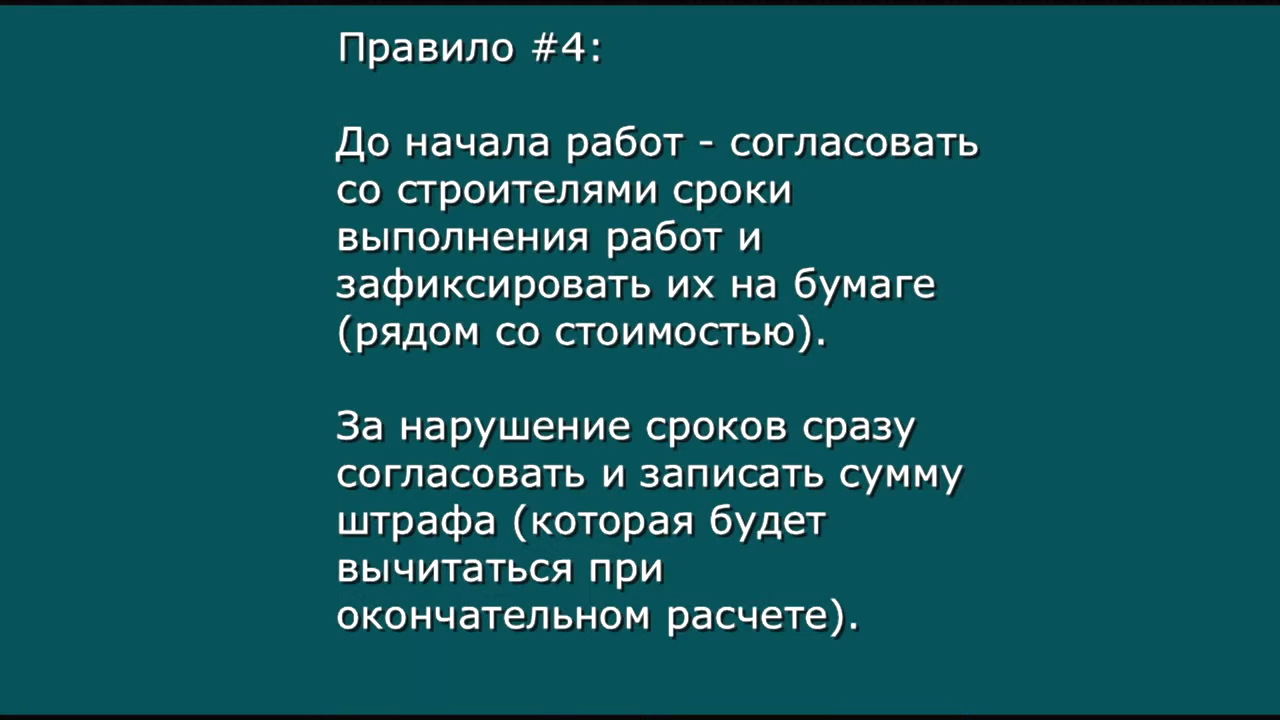 Правило #4:
До начала работ - согласовать
со строителями сроки
выполнения работ и
зафиксировать их на бумаге
(рядом со стоимостью).
За нарушение сроков сразу
согласовать и записать сумму
штрафа (которая будет
вычитаться при
окончательном расчете).